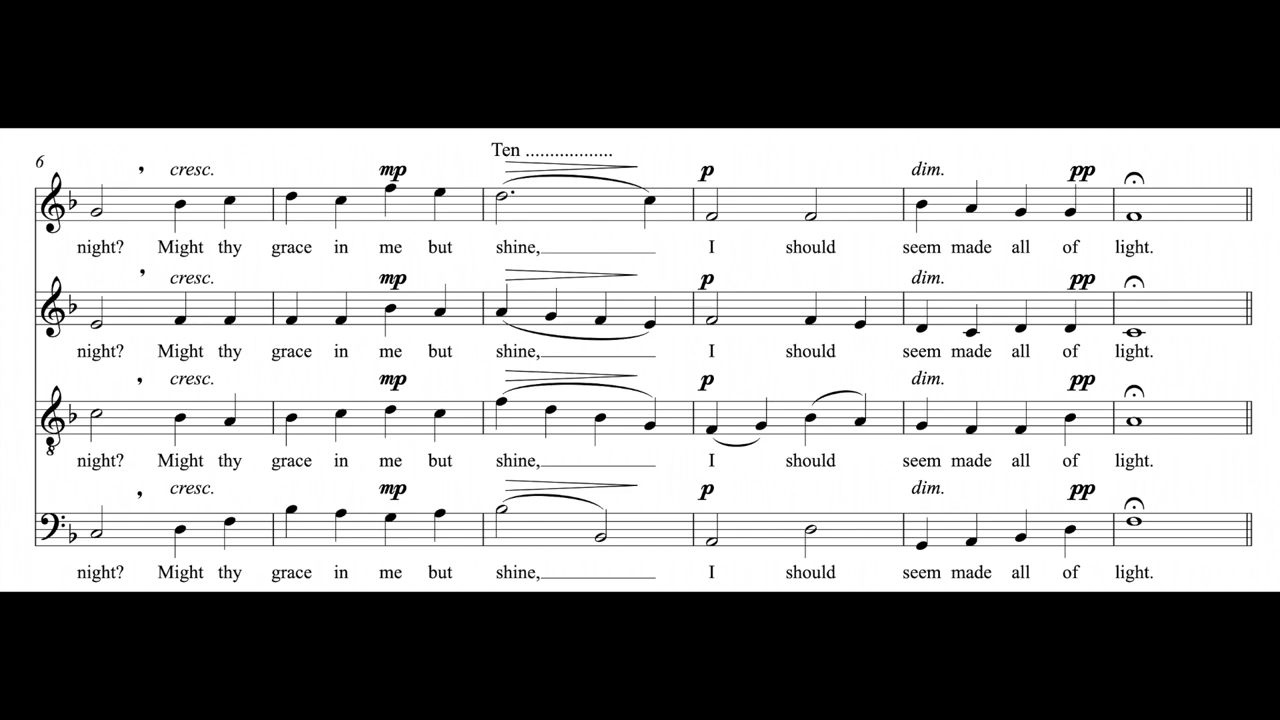 Ten ..................
6
cresc. mp p dim. pp
night? Might thy grace in me but shine, I should seem made all of light.
cresc. mp p dim. pp
night? Might thy grace in me but shine, I should seem made all of light.
cresc. mp p dim. pp
night? Might thy grace in me but shine, I should seem made all of light.
8
cresc. mp p dim. pp
night? Might thy grace in me but shine, I should seem made all of light.